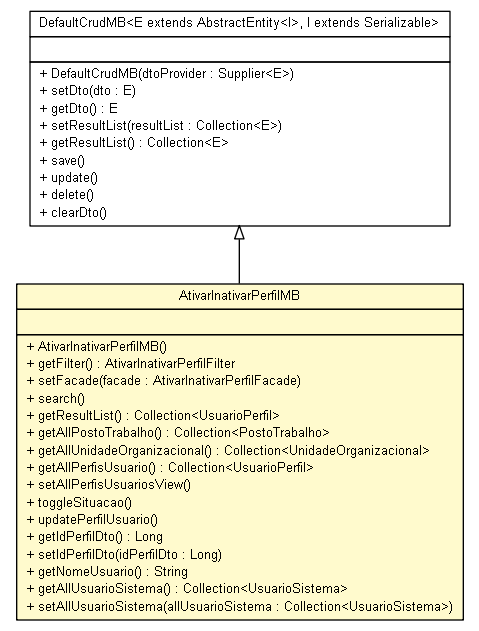 DefaultCrudMB<E extends AbstractEntity<I>, I extends Serializable>
+ DefaultCrudMB(dtoProvider : Supplier<E>)
+ setDto(dto : E)
+ getDto() : E
+ setResultList(resultList : Collection<E>)
+ getResultList() : Collection<E>
+ save()
+ update()
+ delete()
+ clearDto()
AtivarInativarPerfilMB
+ AtivarInativarPerfilMB()
+ getFilter() : AtivarInativarPerfilFilter
+ setFacade(facade : AtivarInativarPerfilFacade)
+ search()
+ getResultList() : Collection<UsuarioPerfil>
+ getAllPostoTrabalho() : Collection<PostoTrabalho>
+ getAllUnidadeOrganizacional() : Collection<UnidadeOrganizacional>
+ getAllPerfisUsuario() : Collection<UsuarioPerfil>
+ setAllPerfisUsuariosView()
+ toggleSituacao()
+ updatePerfilUsuario()
+ getIdPerfilDto() : Long
+ setIdPerfilDto(idPerfilDto : Long)
+ getNomeUsuario() : String
+ getAllUsuarioSistema() : Collection<UsuarioSistema>
+ setAllUsuarioSistema(allUsuarioSistema : Collection<UsuarioSistema>)